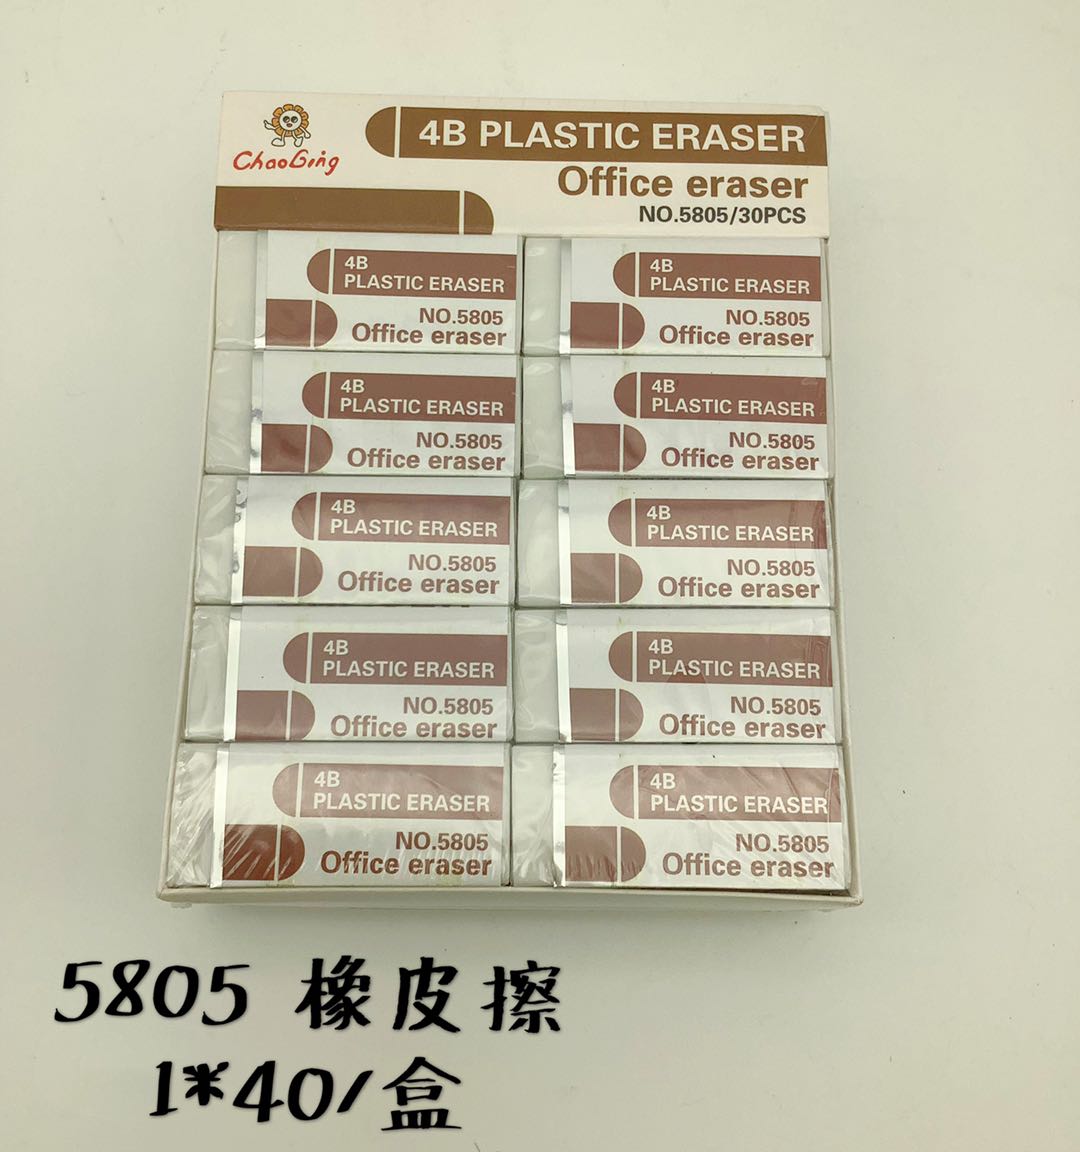 ChaoGing
4B PLASTIC ERASER
Office eraser
NO.5805/30PCS
4B
PLASTIC ERASER
NO.5805
Office eraser
4B
PLASTIC ERASER
NO.5805
Office eraser
4B
PLASTIC ERASER
NO.5805
Office eraser
4B
PLASTIC ERASER
NO.5805
Office eraser
4B
PLASTIC ERASER
NO.5805
Office eraser
4B
PLASTIC ERASER
NO.5805
Office eraser
4B
PLASTIC ERASER
NO.5805
Office eraser
4B
PLASTIC ERASER
NO.5805
Office eraser
4B
PLASTIC ERASER
NO.5805
Office eraser
4B
PLASTIC ERASER
NO.5805
Office eraser
5805 橡皮擦
1*40/盒